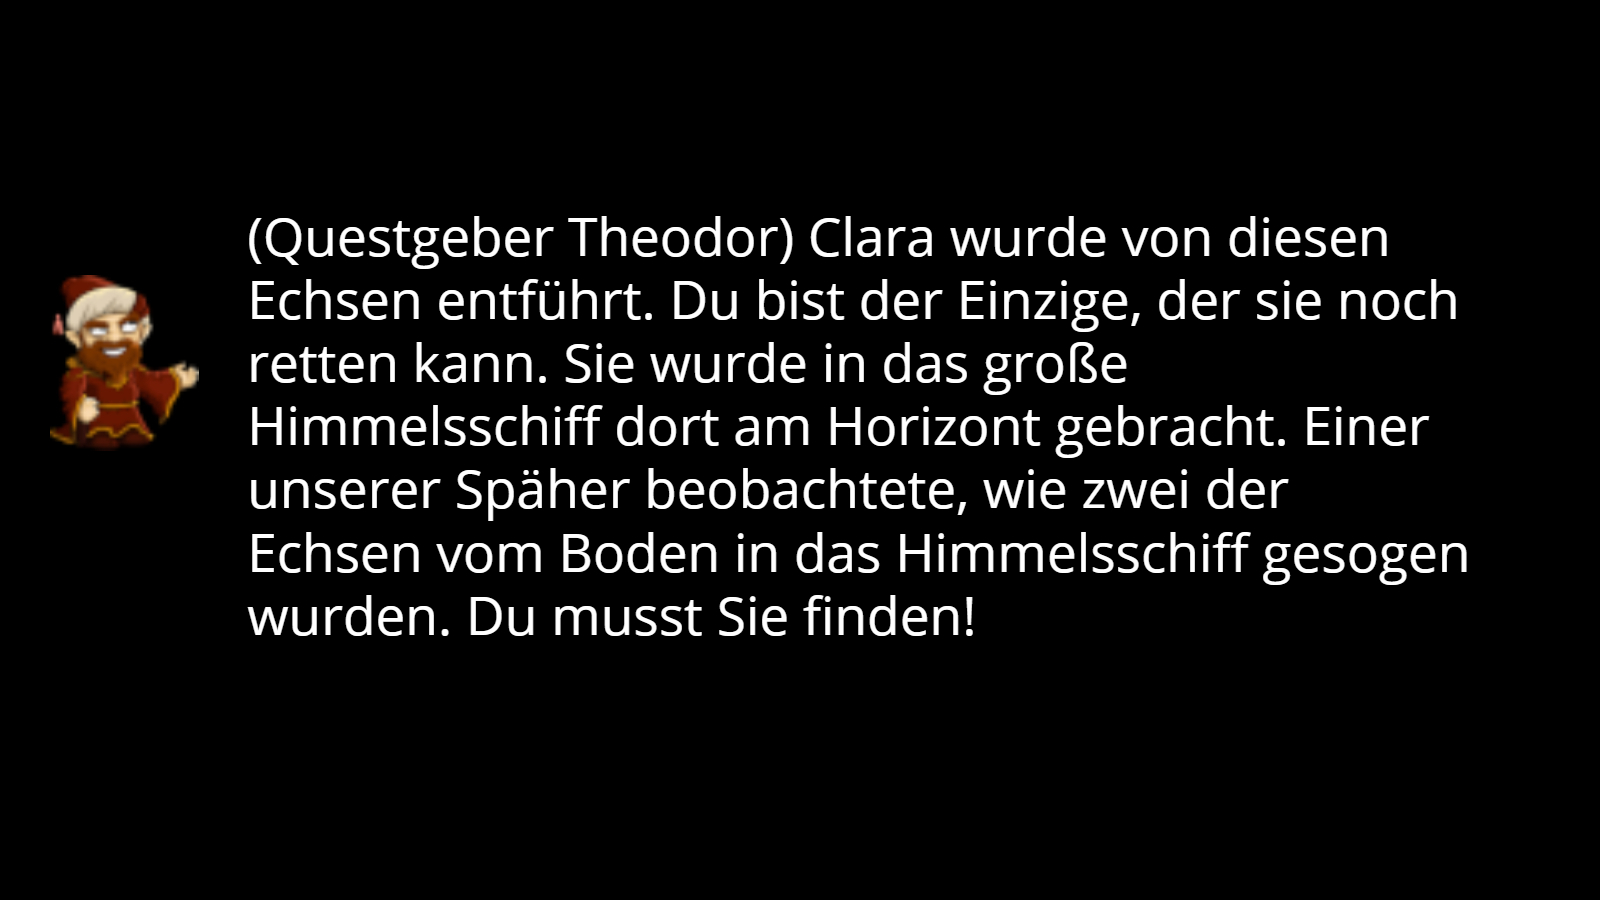 (Questgeber Theodor) Clara wurde von diesen
Echsen entführt. Du bist der Einzige, der sie noch
retten kann. Sie wurde in das große
Himmelsschiff dort am Horizont gebracht. Einer
unserer Späher beobachtete, wie zwei der
Echsen vom Boden in das Himmelsschiff gesogen
wurden. Du musst Sie finden!